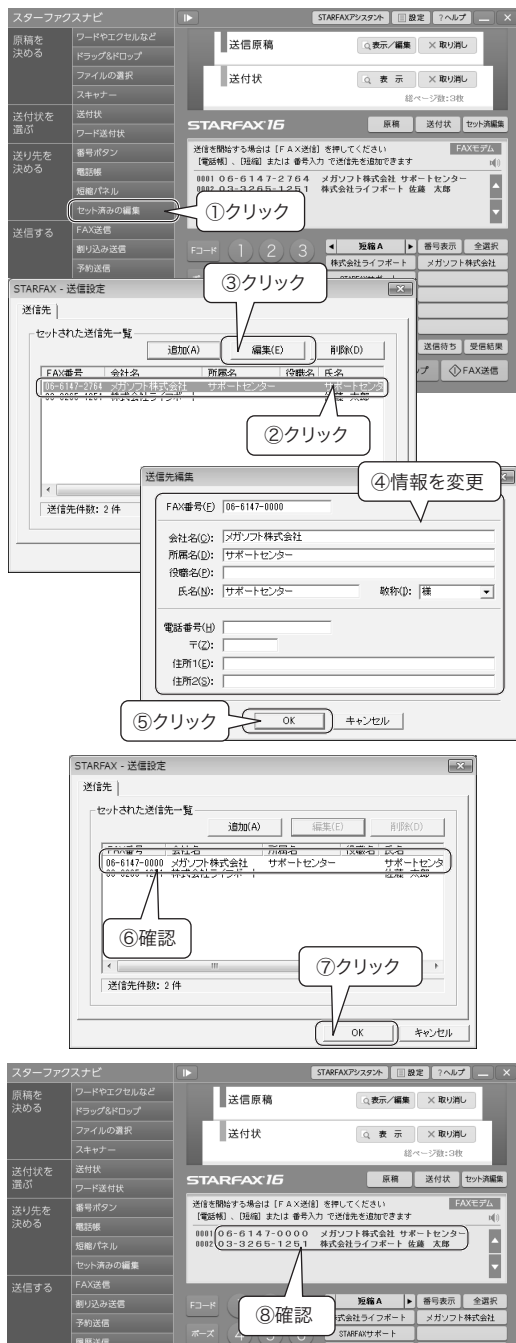 スターファクスナビ
STARFAXアシスタント 設定 ?ヘルプ
原稿を決める
ワードやエクセルなど
ドラッグ&ドロップ
ファイルの選択
スキャナー
送信原稿 表示/編集 × 取り消し
送付状 表 示 × 取り消し
総ページ数:3枚
送付状を選ぶ
送付状
ワード送付状
STARFAX16 原稿 送付状 セット済編集
送り先を決める
番号ボタン
電話帳
短縮パネル
セット済みの編集
送信を開始する場合は[FAX送信]を押してください FAXモデム
[電話帳]、[短縮]または 番号入力 で送信先を追加できます
0001 06-6147-2764 メガソフト株式会社 サポートセンター
0002 03-3265-1251 株式会社ライフボート 佐藤 太郎
①クリック
送信する
FAX送信
割り込み送信
予約送信
Fコード 1 2 3 短縮A 番号表示 全選択
株式会社ライフボート メガソフト株式会社
③クリック
STARFAX - 送信設定
送信先
送信待ち 受信結果
FAX送信
セットされた送信先一覧
追加(A) 編集(E) 削除(D)
FAX番号 会社名 所属名 役職名 氏名
06-6147-2764 メガソフト株式会社 サポートセンター サポートセンタ
②クリック
送信先件数: 2 件
送信先編集
④情報を変更
FAX番号(F) 06-6147-0000
会社名(C): メガソフト株式会社
所属名(D): サポートセンター
役職名(P):
氏名(N): サポートセンター 敬称(I): 様
電話番号(H)
〒(Z):
住所1(E):
住所2(S):
⑤クリック OK キャンセル
STARFAX - 送信設定
送信先
セットされた送信先一覧
追加(A) 編集(E) 削除(D)
06-6147-0000 メガソフト株式会社 サポートセンター サポートセンタ
⑥確認
⑦クリック
送信先件数: 2 件
OK キャンセル
スターファクスナビ
STARFAXアシスタント 設定 ?ヘルプ
原稿を決める
ワードやエクセルなど
ドラッグ&ドロップ
ファイルの選択
スキャナー
送信原稿 表示/編集 × 取り消し
送付状 表 示 × 取り消し
総ページ数:3枚
送付状を選ぶ
送付状
ワード送付状
STARFAX16 原稿 送付状 セット済編集
送り先を決める
番号ボタン
電話帳
短縮パネル
セット済みの編集
送信を開始する場合は[FAX送信]を押してください FAXモデム
[電話帳]、[短縮]または 番号入力 で送信先を追加できます
0001 06-6147-0000 メガソフト株式会社 サポートセンター
0002 03-3265-1251 株式会社ライフボート 佐藤 太郎
送信する
FAX送信
割り込み送信
予約送信
⑧確認
Fコード 短縮A 番号表示 全選択
式会社ライフボート メガソフト株式会社
ポーズ 4 5 6 STARFAXサポート